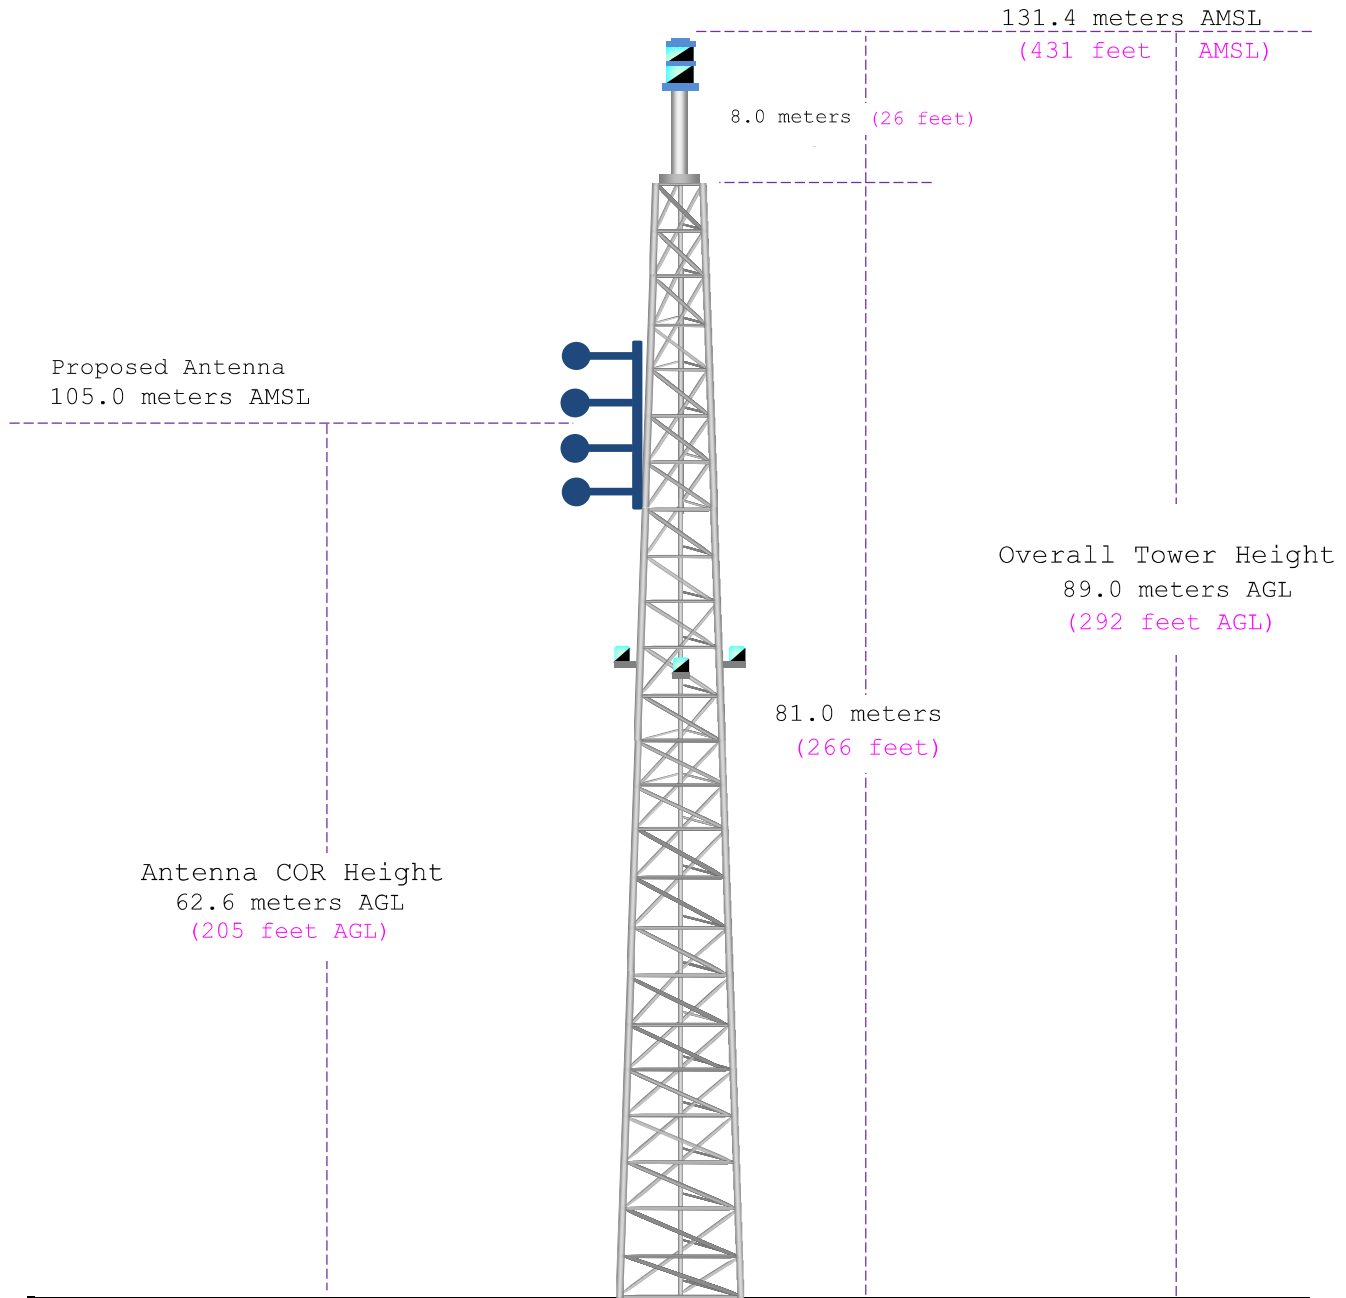 131.4 meters AMSL
(431 feet AMSL)
8.0 meters (26 feet)
Proposed Antenna
105.0 meters AMSL
Overall Tower Height
89.0 meters AGL
(292 feet AGL)
81.0 meters
(266 feet)
Antenna COR Height
62.6 meters AGL
(205 feet AGL)